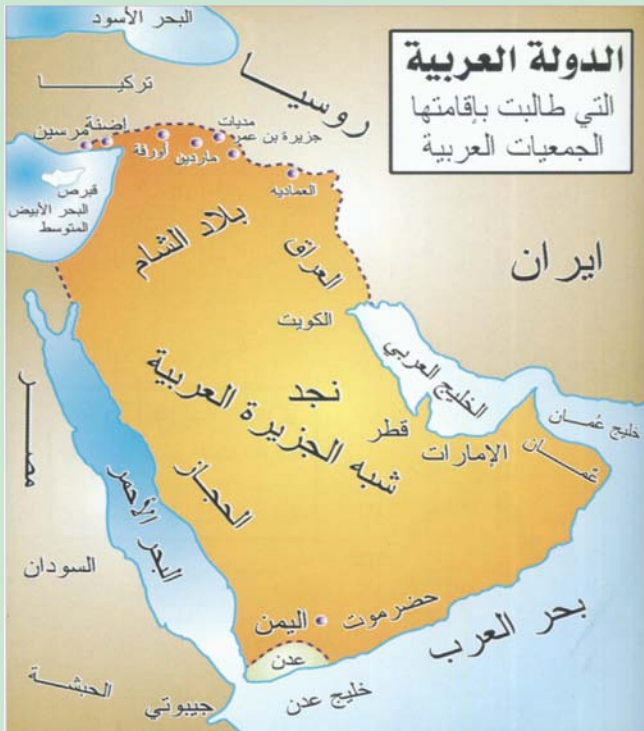 الدولة العربية
التي طالبت بإقامتها
الجمعيات العربية
البحر الأسود
تركيا
روسيا
مرسين
اضنة
أورفة
ماردين
مديات
جزيرة بن عمر
العماديه
قبرص
البحر الأبيض
المتوسط
بلاد الشام
العراق
ايران
الكويت
الخليج العربي
نجد
شبه الجزيرة العربية
قطر
الإمارات
خليج عُمان
عُمان
مصر
الحجاز
البحر الأحمر
السودان
حضرموت
اليمن
بحر العرب
عدن
الحبشة
جيبوتي
خليج عدن